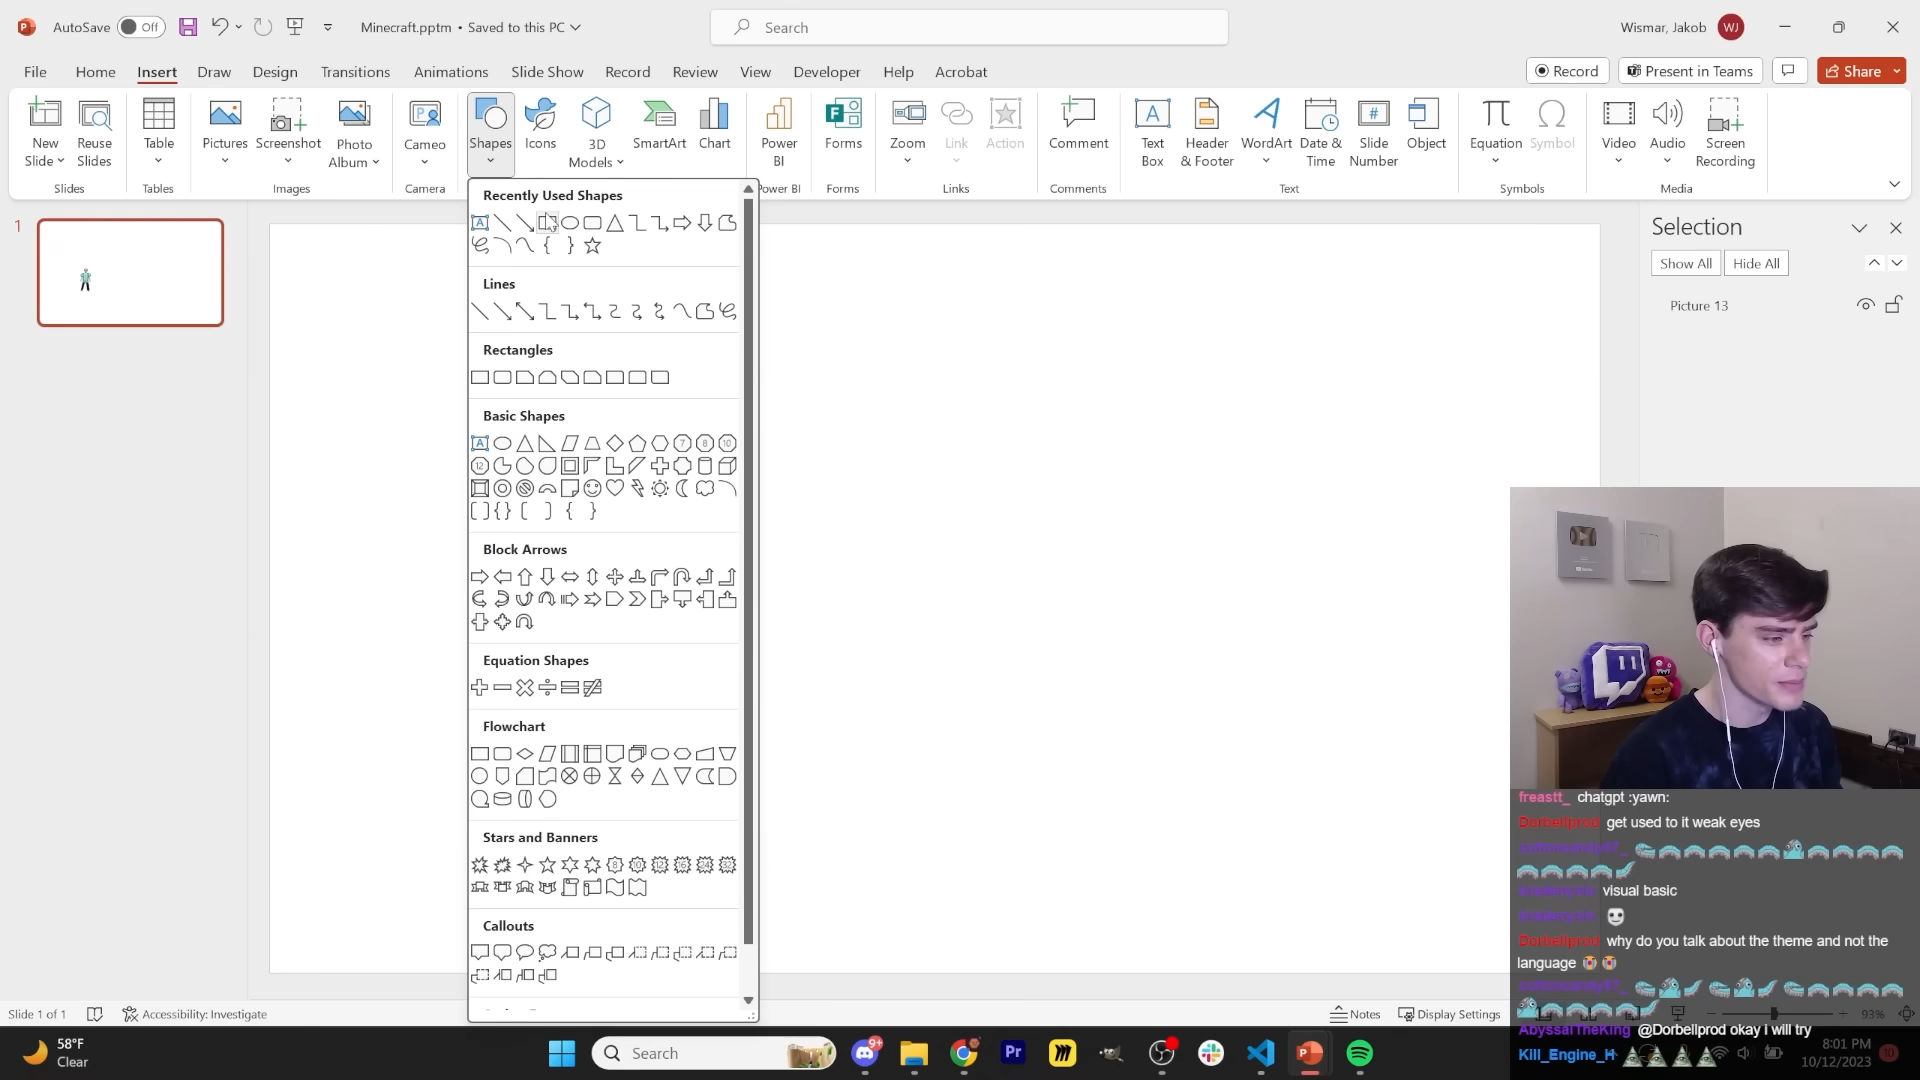 AutoSave Off Minecraft.pptm • Saved to this PC Search Wismar, Jakob WJ
File Home Insert Draw Design Transitions Animations Slide Show Record Review View Developer Help Acrobat Record Present in Teams Share
New Slide Reuse Slides Table Pictures Screenshot Photo Album Cameo Shapes Icons 3D Models SmartArt Chart Power BI Forms Zoom Link Action Comment Text Box Header & Footer WordArt Date & Time Slide Number Object Equation Symbol Video Audio Screen Recording
Slides Tables Images Camera Power BI Forms Links Comments Text Symbols Media
Recently Used Shapes
Lines
Rectangles
Basic Shapes
Block Arrows
Equation Shapes
Flowchart
Stars and Banners
Callouts
1
Selection
Show All Hide All
Picture 13
freastt_ chatgpt :yawn:
Dorbellprod get used to it weak eyes
visual basic
Dorbellprod why do you talk about the theme and not the
language
AbyssalTheKing @Dorbellprod okay i will try
Kill_Engine_H
Slide 1 of 1 Accessibility: Investigate Notes Display Settings 93%
58°F
Clear
Search
8:01 PM
10/12/2023